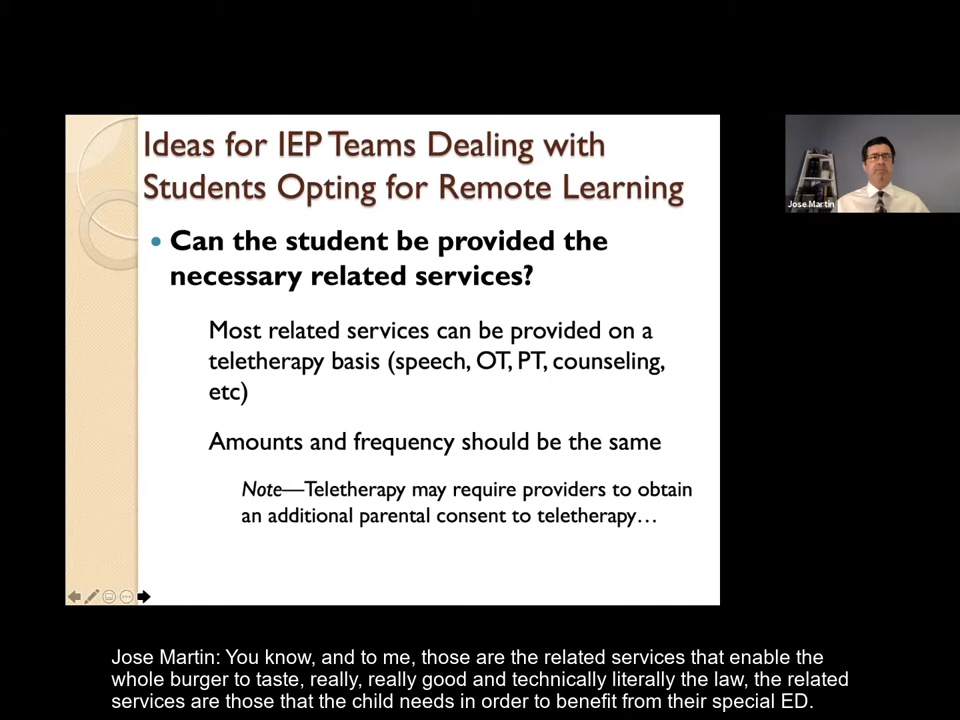 Ideas for IEP Teams Dealing with
Students Opting for Remote Learning
• Can the student be provided the
necessary related services?
Most related services can be provided on a
teletherapy basis (speech, OT, PT, counseling,
etc)
Amounts and frequency should be the same
Note—Teletherapy may require providers to obtain
an additional parental consent to teletherapy…
Jose Martin
Jose Martin: You know, and to me, those are the related services that enable the
whole burger to taste, really, really good and technically literally the law, the related
services are those that the child needs in order to benefit from their special ED.